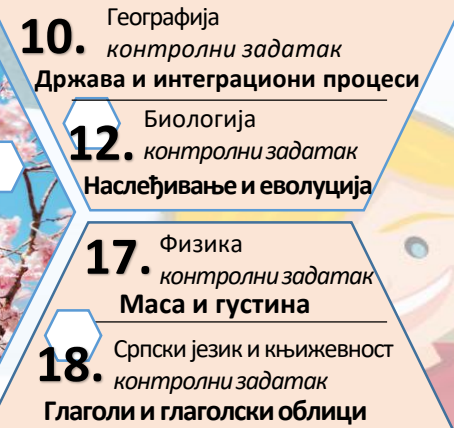 10. Географија
контролни задатак
Држава и интеграциони процеси
12. Биологија
контролни задатак
Наслеђивање и еволуција
17. Физика
контролни задатак
Маса и густина
18. Српски језик и књижевност
контролни задатак
Глаголи и глаголски облици